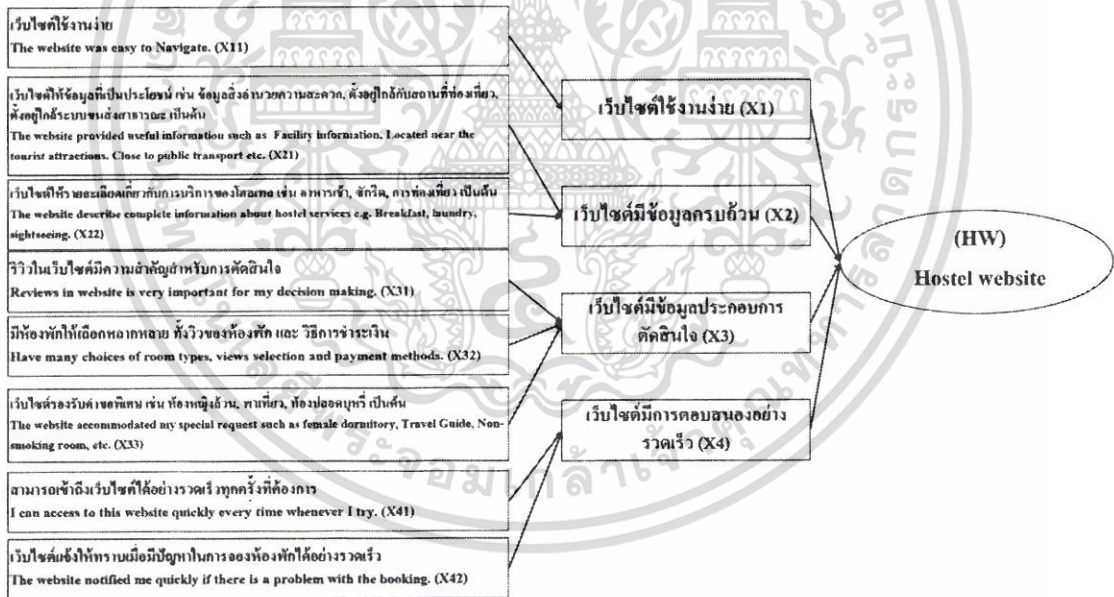 เว็บไซต์ใช้งานง่าย
The website was easy to Navigate. (X11)
เว็บไซต์ให้ข้อมูลที่เป็นประโยชน์ เช่น ข้อมูลสิ่งอำนวยความสะดวก, ตั้งอยู่ใกล้กับสถานที่ท่องเที่ยว,
ตั้งอยู่ใกล้ระบบขนส่งสาธารณะ เป็นต้น
The website provided useful information such as Facility information, Located near the
tourist attractions. Close to public transport etc. (X21)
เว็บไซต์ให้รายละเอียดเกี่ยวกับการบริการของโฮสเทล เช่น อาหารเช้า, ซักรีด, การท่องเที่ยว เป็นต้น
The website describe complete information about hostel services e.g. Breakfast, laundry,
sightseeing. (X22)
รีวิวในเว็บไซต์มีความสำคัญสำหรับการตัดสินใจ
Reviews in website is very important for my decision making. (X31)
มีห้องพักให้เลือกหลากหลาย ทั้งวิวของห้องพัก และ วิธีการชำระเงิน
Have many choices of room types, views selection and payment methods. (X32)
เว็บไซต์รองรับคำขอพิเศษ เช่น ห้องหญิงล้วน, พาเที่ยว, ห้องปลอดบุหรี่ เป็นต้น
The website accommodated my special request such as female dormitory, Travel Guide, Non-
smoking room, etc. (X33)
สามารถเข้าถึงเว็บไซต์ได้อย่างรวดเร็วทุกครั้งที่ต้องการ
I can access to this website quickly every time whenever I try. (X41)
เว็บไซต์แจ้งให้ทราบเมื่อมีปัญหาในการจองห้องพักได้อย่างรวดเร็ว
The website notified me quickly if there is a problem with the booking. (X42)
เว็บไซต์ใช้งานง่าย (X1)
เว็บไซต์มีข้อมูลครบถ้วน (X2)
เว็บไซต์มีข้อมูลประกอบการ
ตัดสินใจ (X3)
เว็บไซต์มีการตอบสนองอย่าง
รวดเร็ว (X4)
(HW)
Hostel website